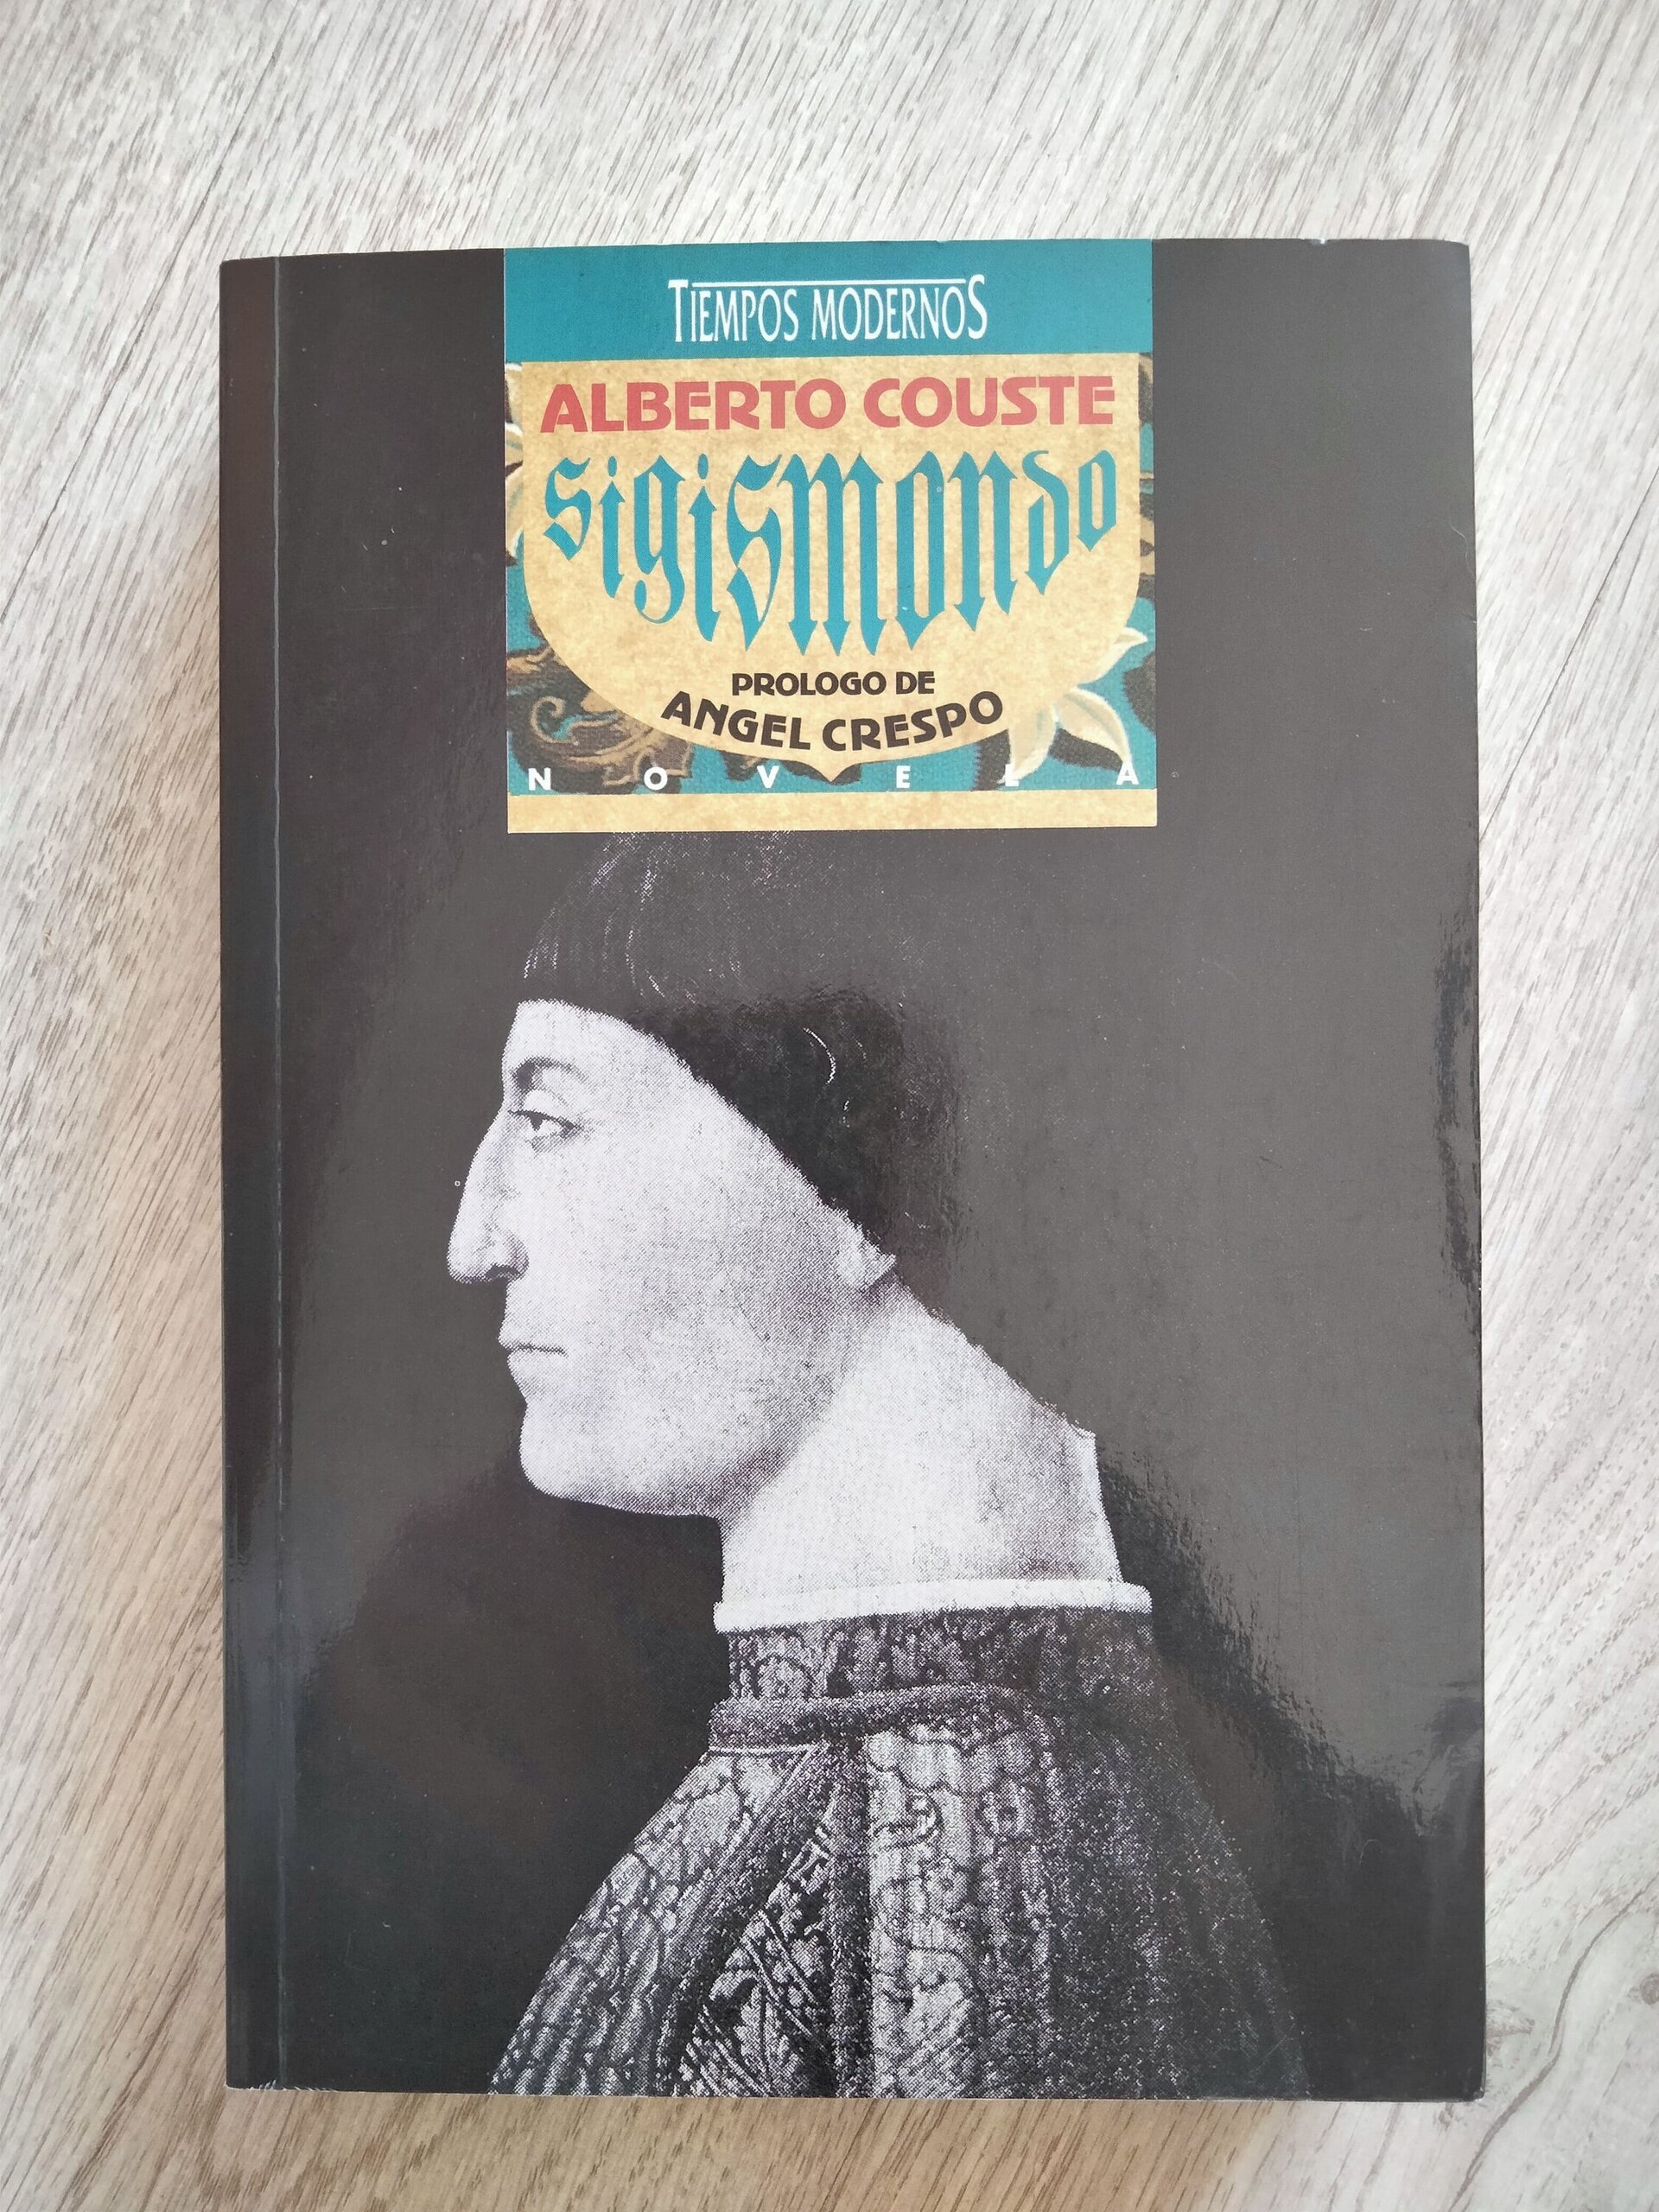 TIEMPOS MODERNOS
ALBERTO COUSTE
sigismondo
PROLOGO DE
ANGEL CRESPO
NOVELA